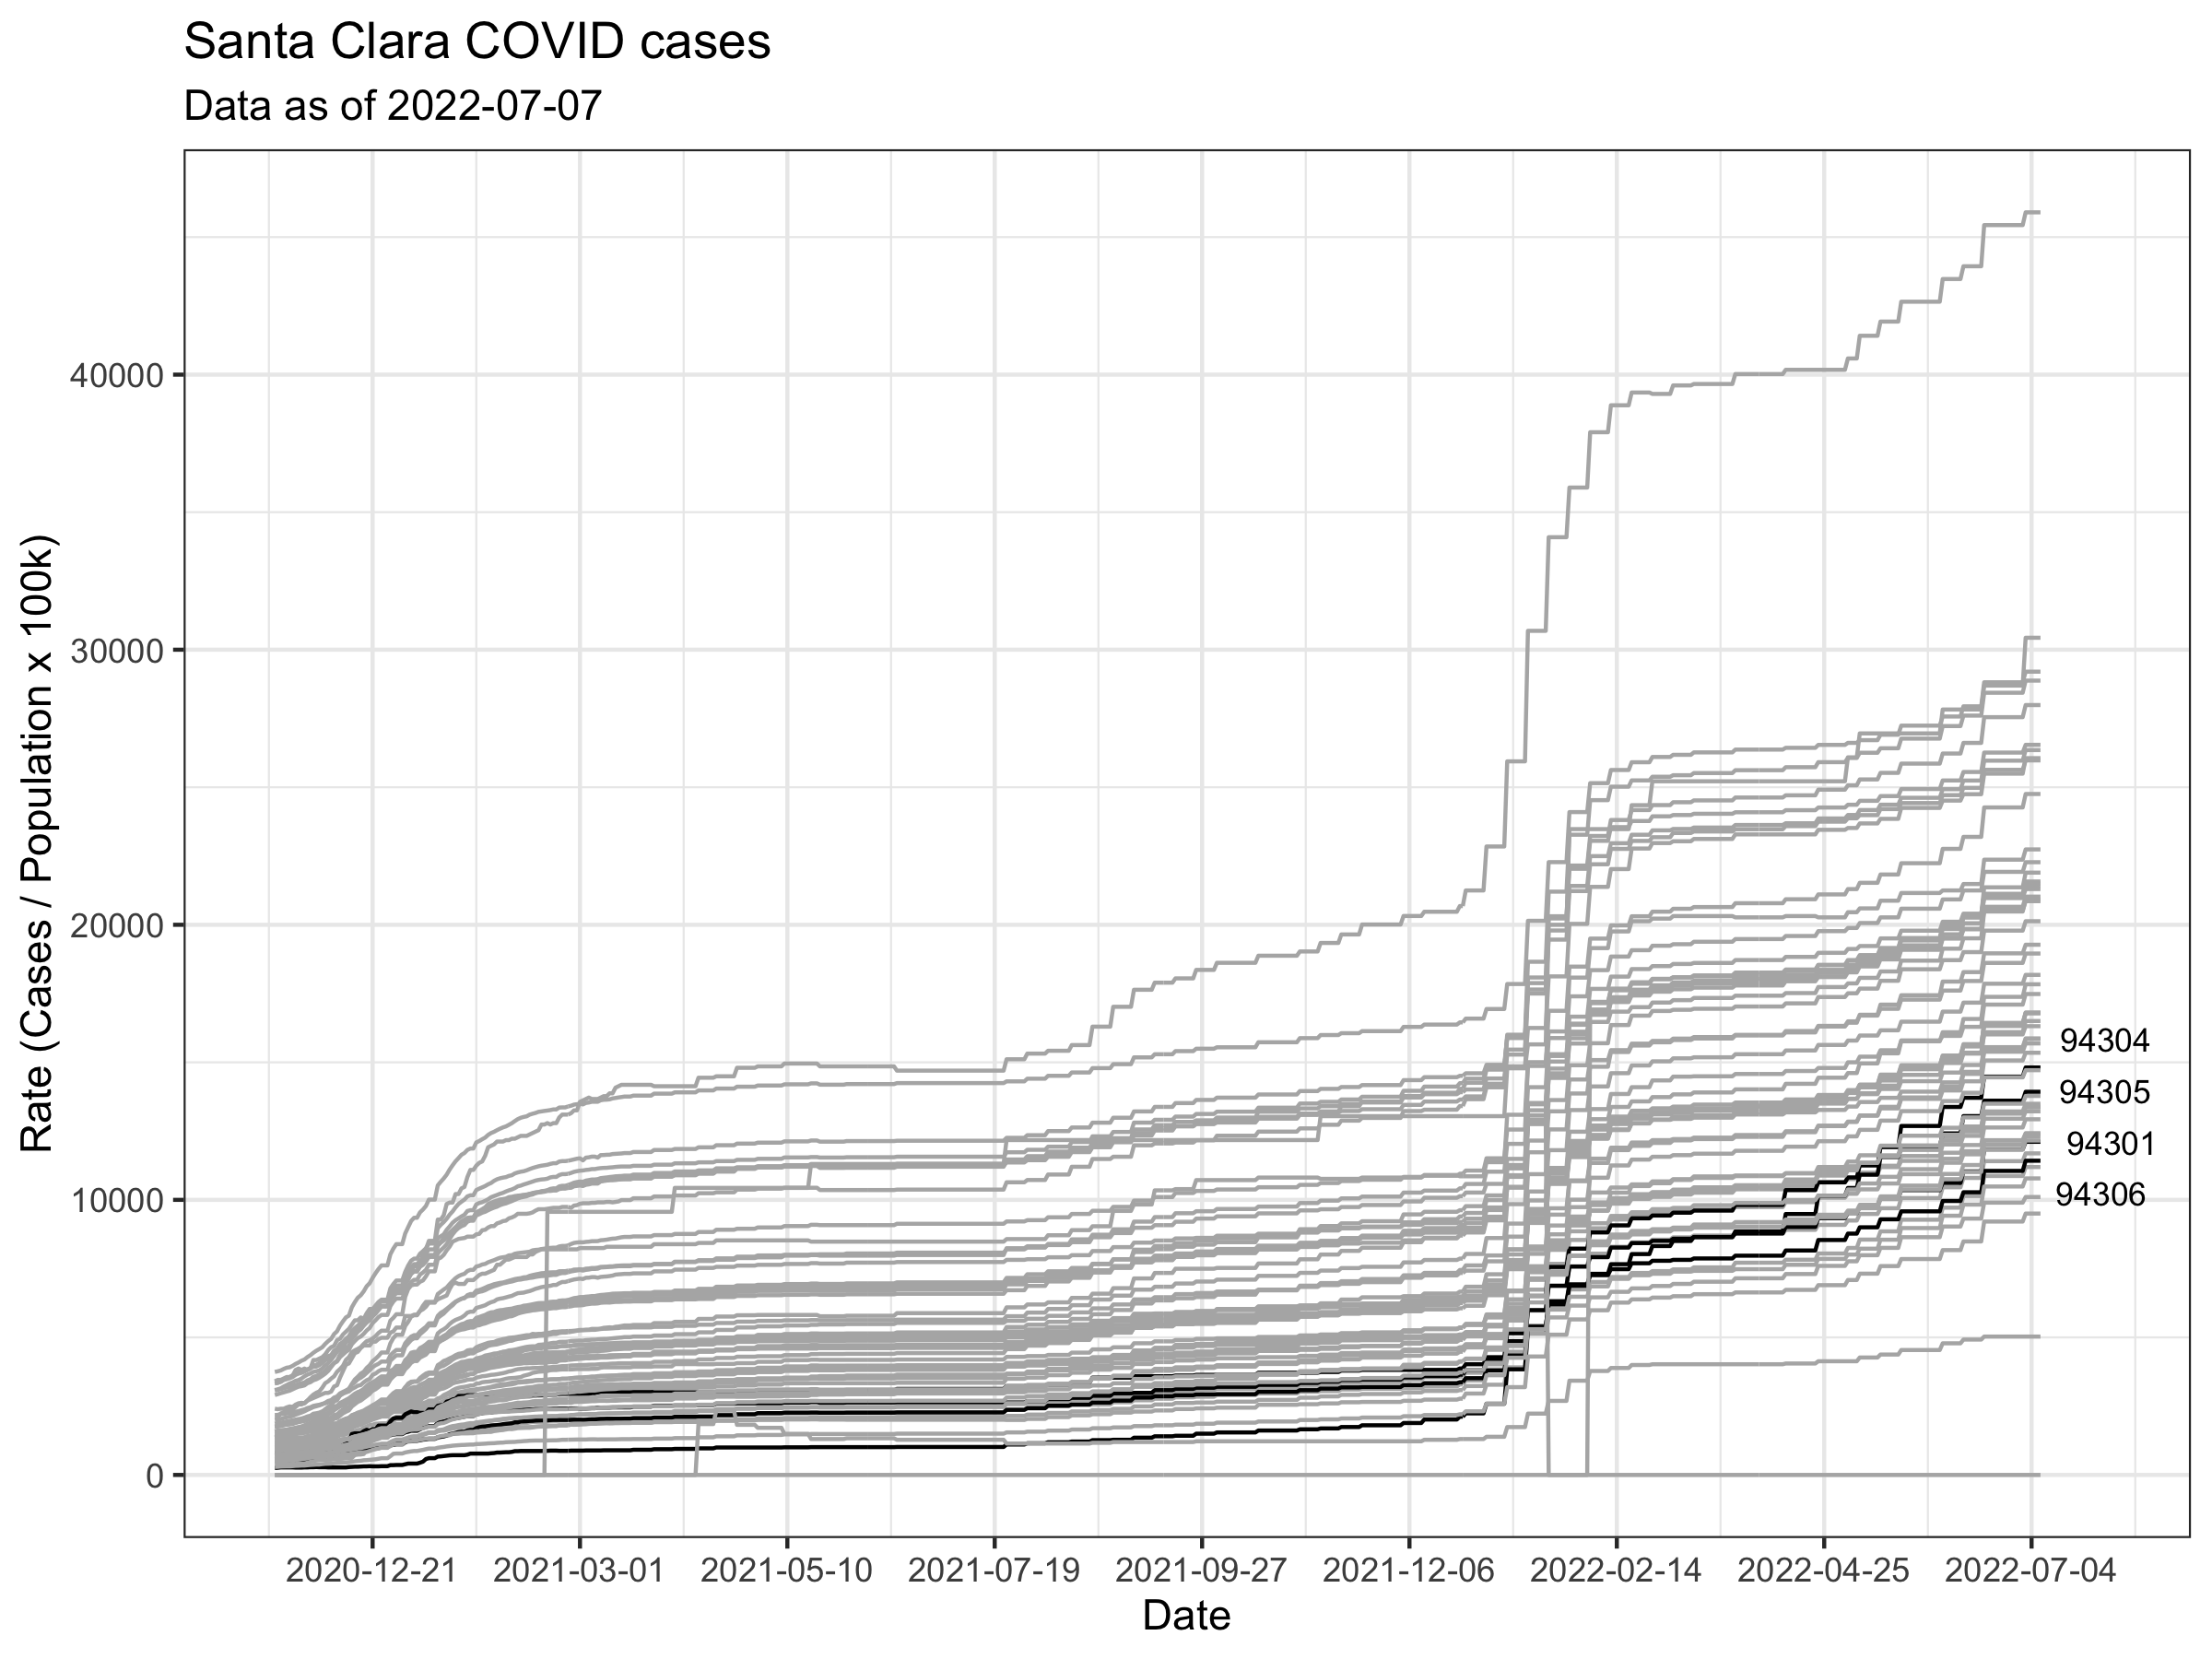 Santa Clara COVID cases
Data as of 2022-07-07
Rate (Cases / Population x 100k)
40000
30000
20000
10000
0
94304
94305
94301
94306
2020-12-21 2021-03-01 2021-05-10 2021-07-19 2021-09-27 2021-12-06 2022-02-14 2022-04-25 2022-07-04
Date